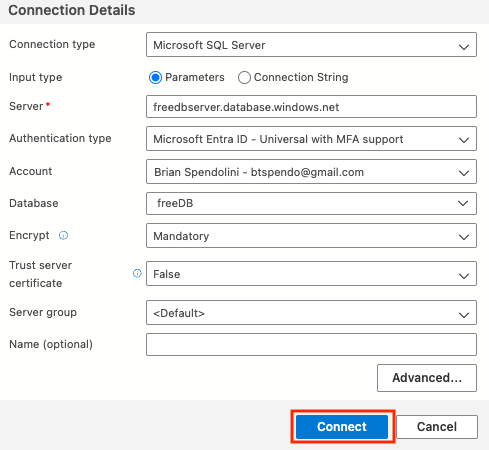 Connection Details
Connection type Microsoft SQL Server
Input type Parameters Connection String
Server* freedbserver.database.windows.net
Authentication type Microsoft Entra ID - Universal with MFA support
Account Brian Spendolini - btspendo@gmail.com
Database freeDB
Encrypt Mandatory
Trust server
certificate False
Server group <Default>
Name (optional)
Advanced...
Connect Cancel